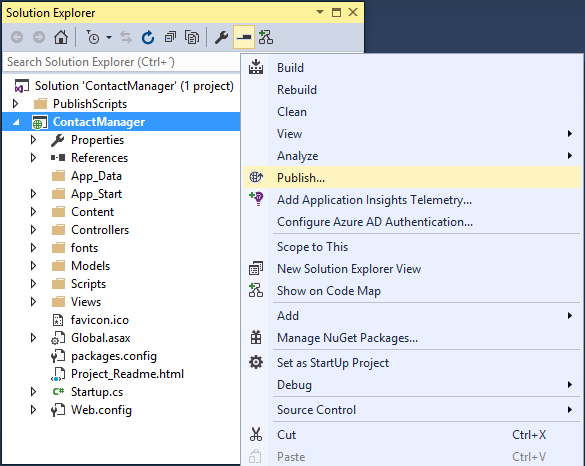 Solution Explorer
Search Solution Explorer (Ctrl+´)
Solution 'ContactManager' (1 project)
PublishScripts
ContactManager
Properties
References
App_Data
App_Start
Content
Controllers
fonts
Models
Scripts
Views
favicon.ico
Global.asax
packages.config
Project_Readme.html
C# Startup.cs
Web.config
Build
Rebuild
Clean
View
Analyze
Publish...
Add Application Insights Telemetry...
Configure Azure AD Authentication...
Scope to This
New Solution Explorer View
Show on Code Map
Add
Manage NuGet Packages...
Set as StartUp Project
Debug
Source Control
Cut Ctrl+X
Paste Ctrl+V